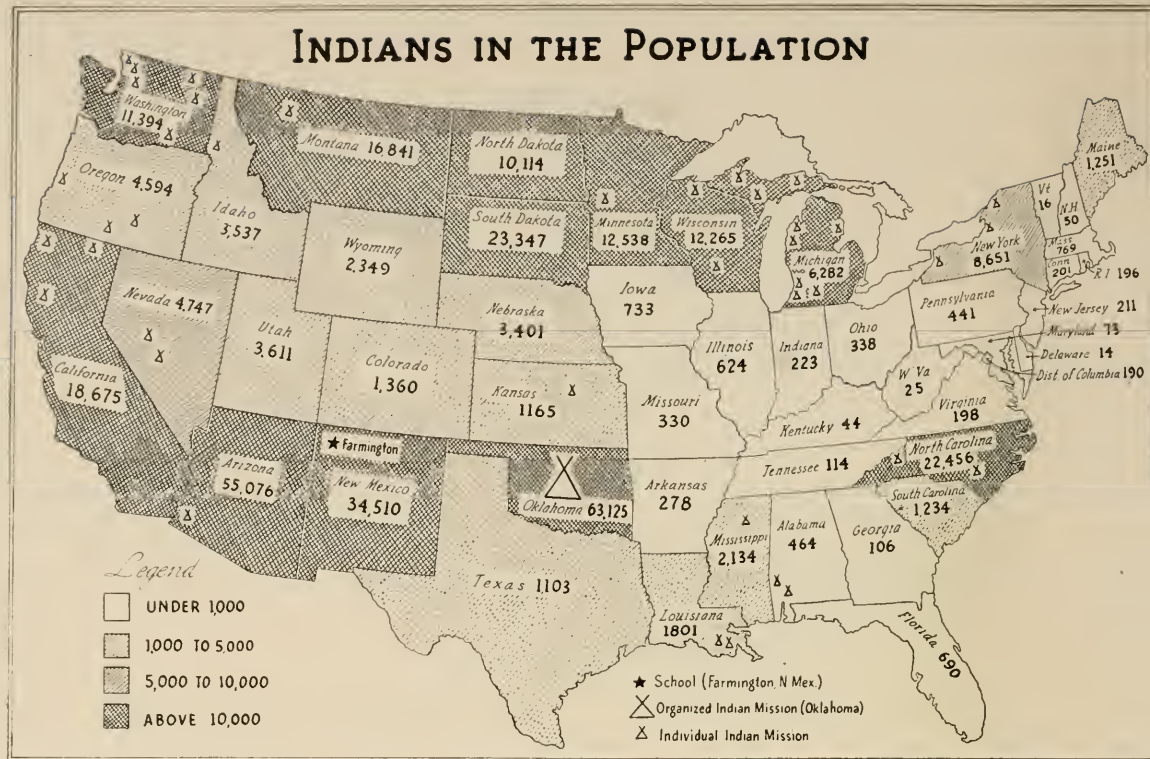 INDIANS IN THE POPULATION
Washington
11,394
Montana 16 841
North Dakota
10,114
Maine
1,251
Oregon 4,594
Idaho
3,537
Vt
16
N.H
50
South Dakota
23,347
Minnesota
12,538
Wisconsin
12,265
Michigan
6,282
New York
8,651
Mass
769
Conn
201
R I 196
Wyoming
2,349
Nevada 4,747
Utah
3,611
Nebraska
3,401
Iowa
733
Pennsylvania
441
New Jersey 211
Maryland 73
Delaware 14
Dist of Columbia 190
California
18,675
Colorado
1,360
Kansas
1165
Illinois
624
Indiana
223
Ohio
338
W Va
25
Virginia
198
Missouri
330
Kentucky 44
Farmington
Arizona
55,076
New Mexico
34,510
Oklahoma 63,125
Arkansas
278
Tennessee 114
North Carolina
22,456
South Carolina
1,234
Mississippi
2,134
Alabama
464
Georgia
106
Texas 1103
Louisiana
1801
Florida 690
Legend
UNDER 1,000
1,000 TO 5,000
5,000 TO 10,000
ABOVE 10,000
School (Farmington, N Mex.)
Organized Indian Mission (Oklahoma)
Individual Indian Mission